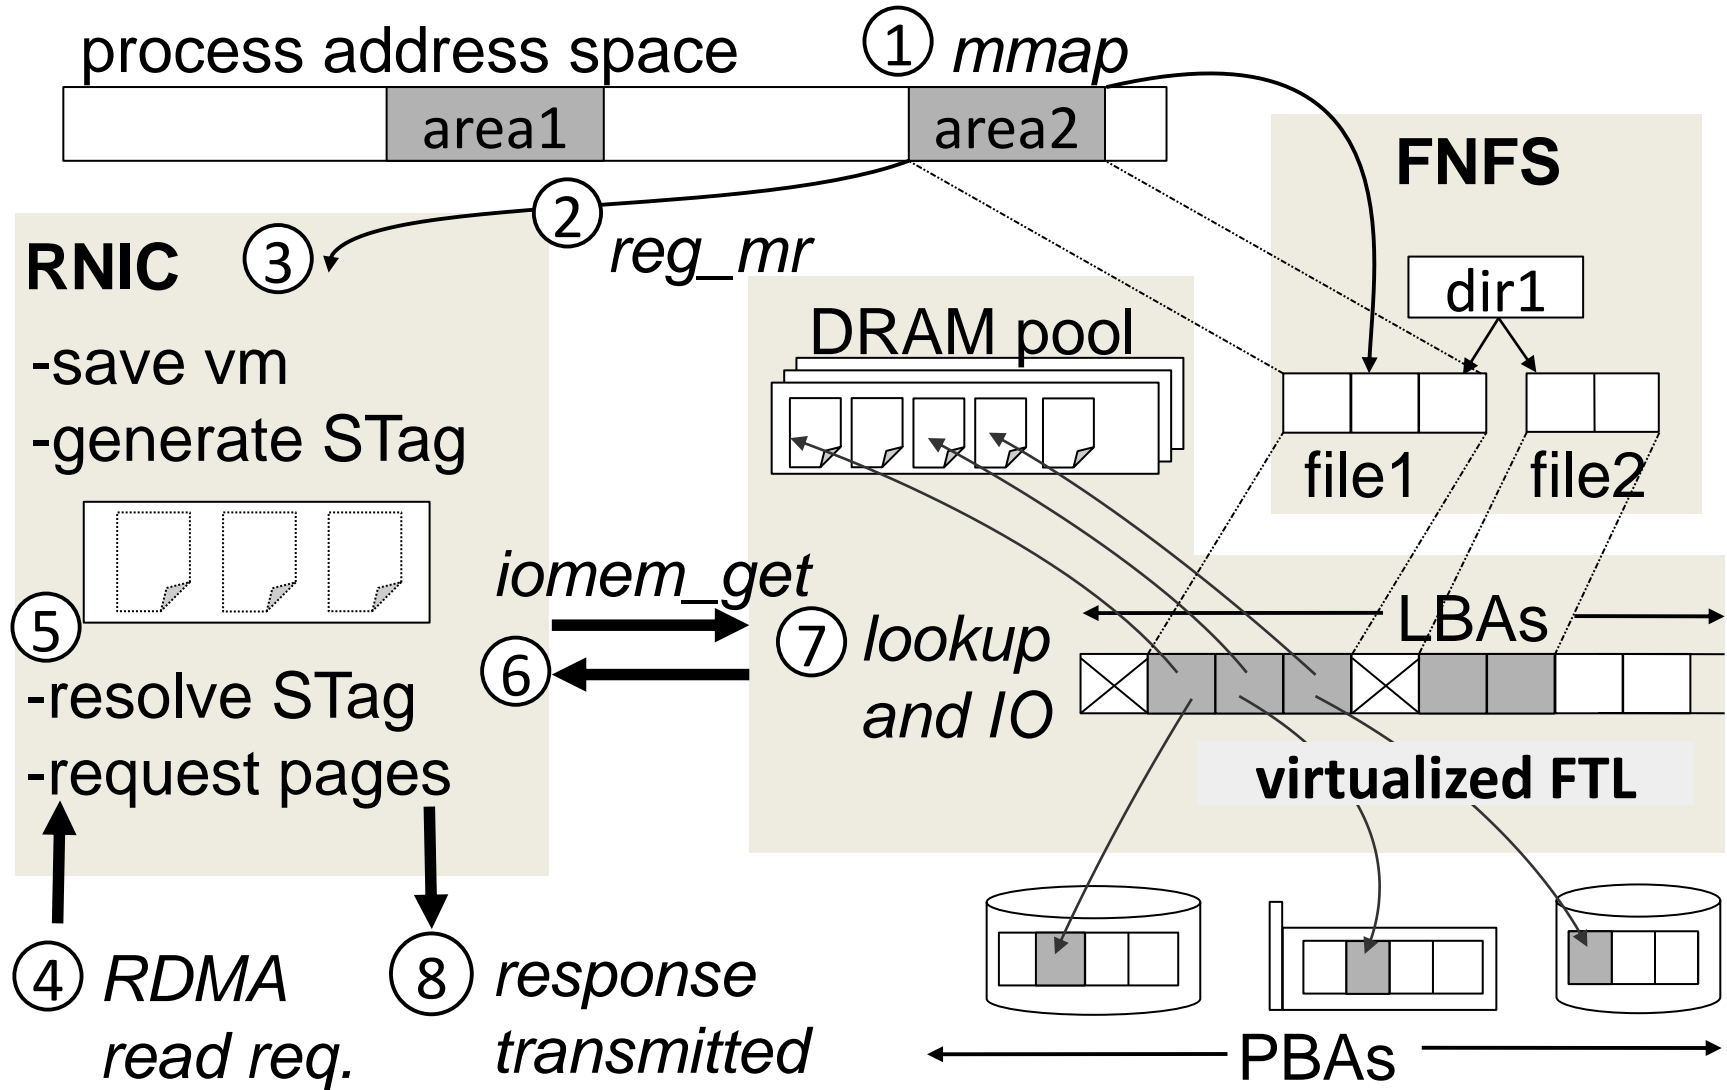 process address space
1 mmap
area1
area2
FNFS
2
reg_mr
RNIC 3
dir1
DRAM pool
-save vm
-generate STag
file1
file2
iomem_get
5
6
7 lookup
and IO
LBAs
-resolve STag
-request pages
virtualized FTL
4 RDMA
read req.
8 response
transmitted
PBAs